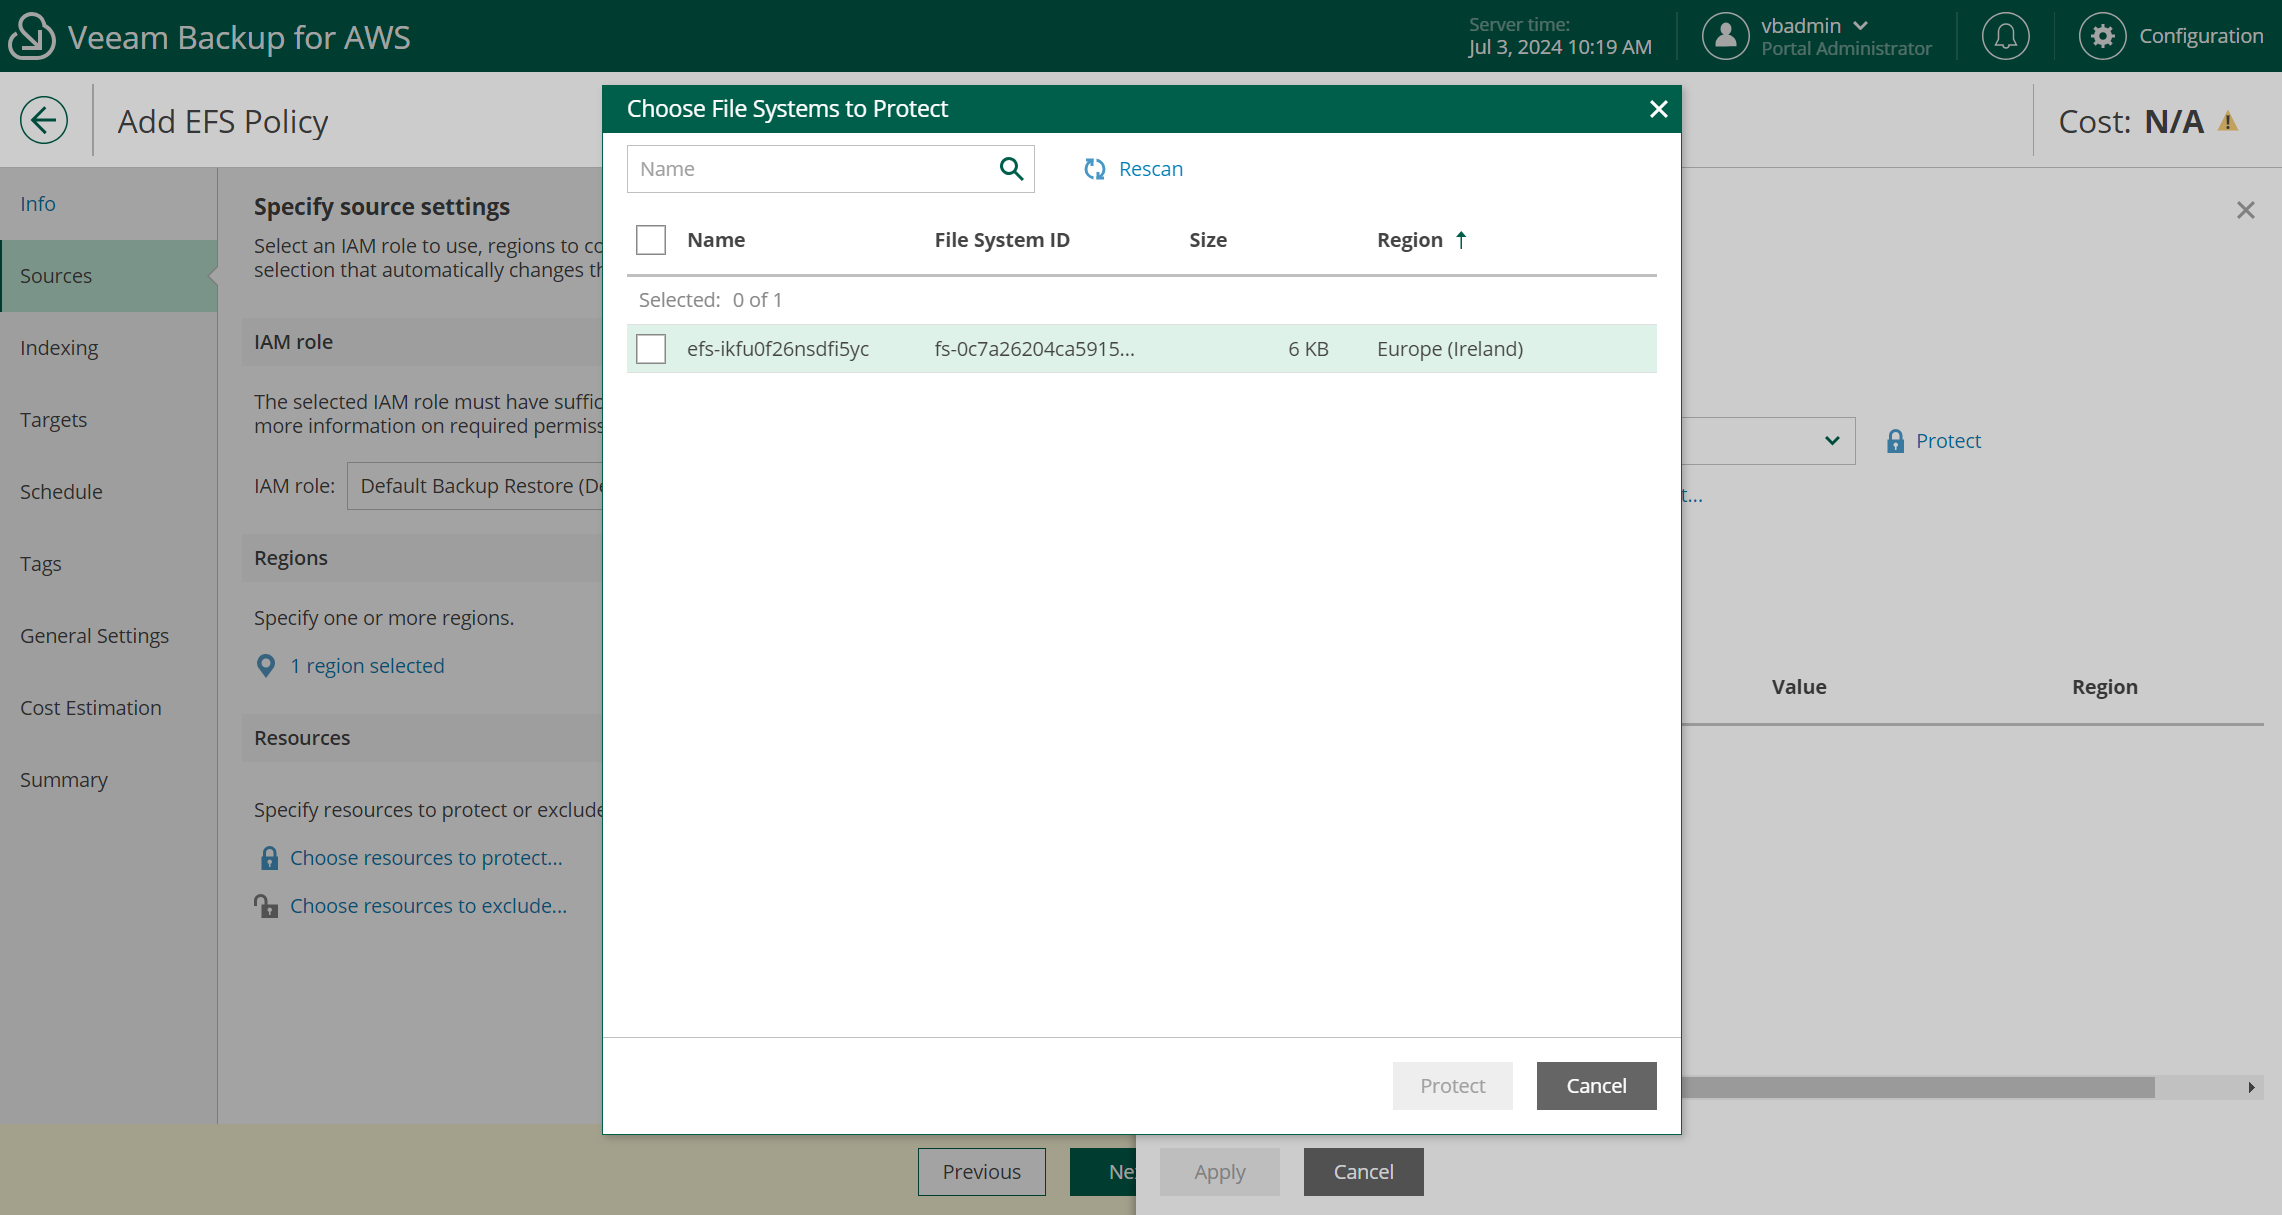 Veeam Backup for AWS
Server time:
Jul 3, 2024 10:19 AM
vbadmin
Portal Administrator
Configuration
Add EFS Policy
Cost: N/A
Choose File Systems to Protect
Name
Rescan
Name File System ID Size Region
Selected: 0 of 1
efs-ikfu0f26nsdfi5yc fs-0c7a26204ca5915... 6 KB Europe (Ireland)
Protect
Cancel
Info
Sources
Indexing
Targets
Schedule
Tags
General Settings
Cost Estimation
Summary
Specify source settings
Select an IAM role to use, regions to
selection that automatically changes
IAM role
The selected IAM role must have
more information on required
IAM role: Default Backup Restore
Regions
Specify one or more regions.
1 region selected
Resources
Specify resources to protect or exclude
Choose resources to protect...
Choose resources to exclude...
Protect
t...
Value Region
Previous
Apply
Cancel